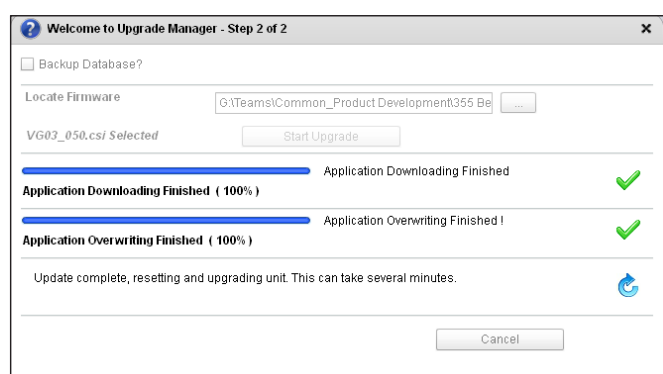 Welcome to Upgrade Manager - Step 2 of 2
Backup Database?
Locate Firmware
G:\Teams\Common_Product Development\355 Be
...
VG03_050.csi Selected
Start Upgrade
Application Downloading Finished
Application Downloading Finished ( 100% )
Application Overwriting Finished !
Application Overwriting Finished ( 100% )
Update complete, resetting and upgrading unit. This can take several minutes.
Cancel